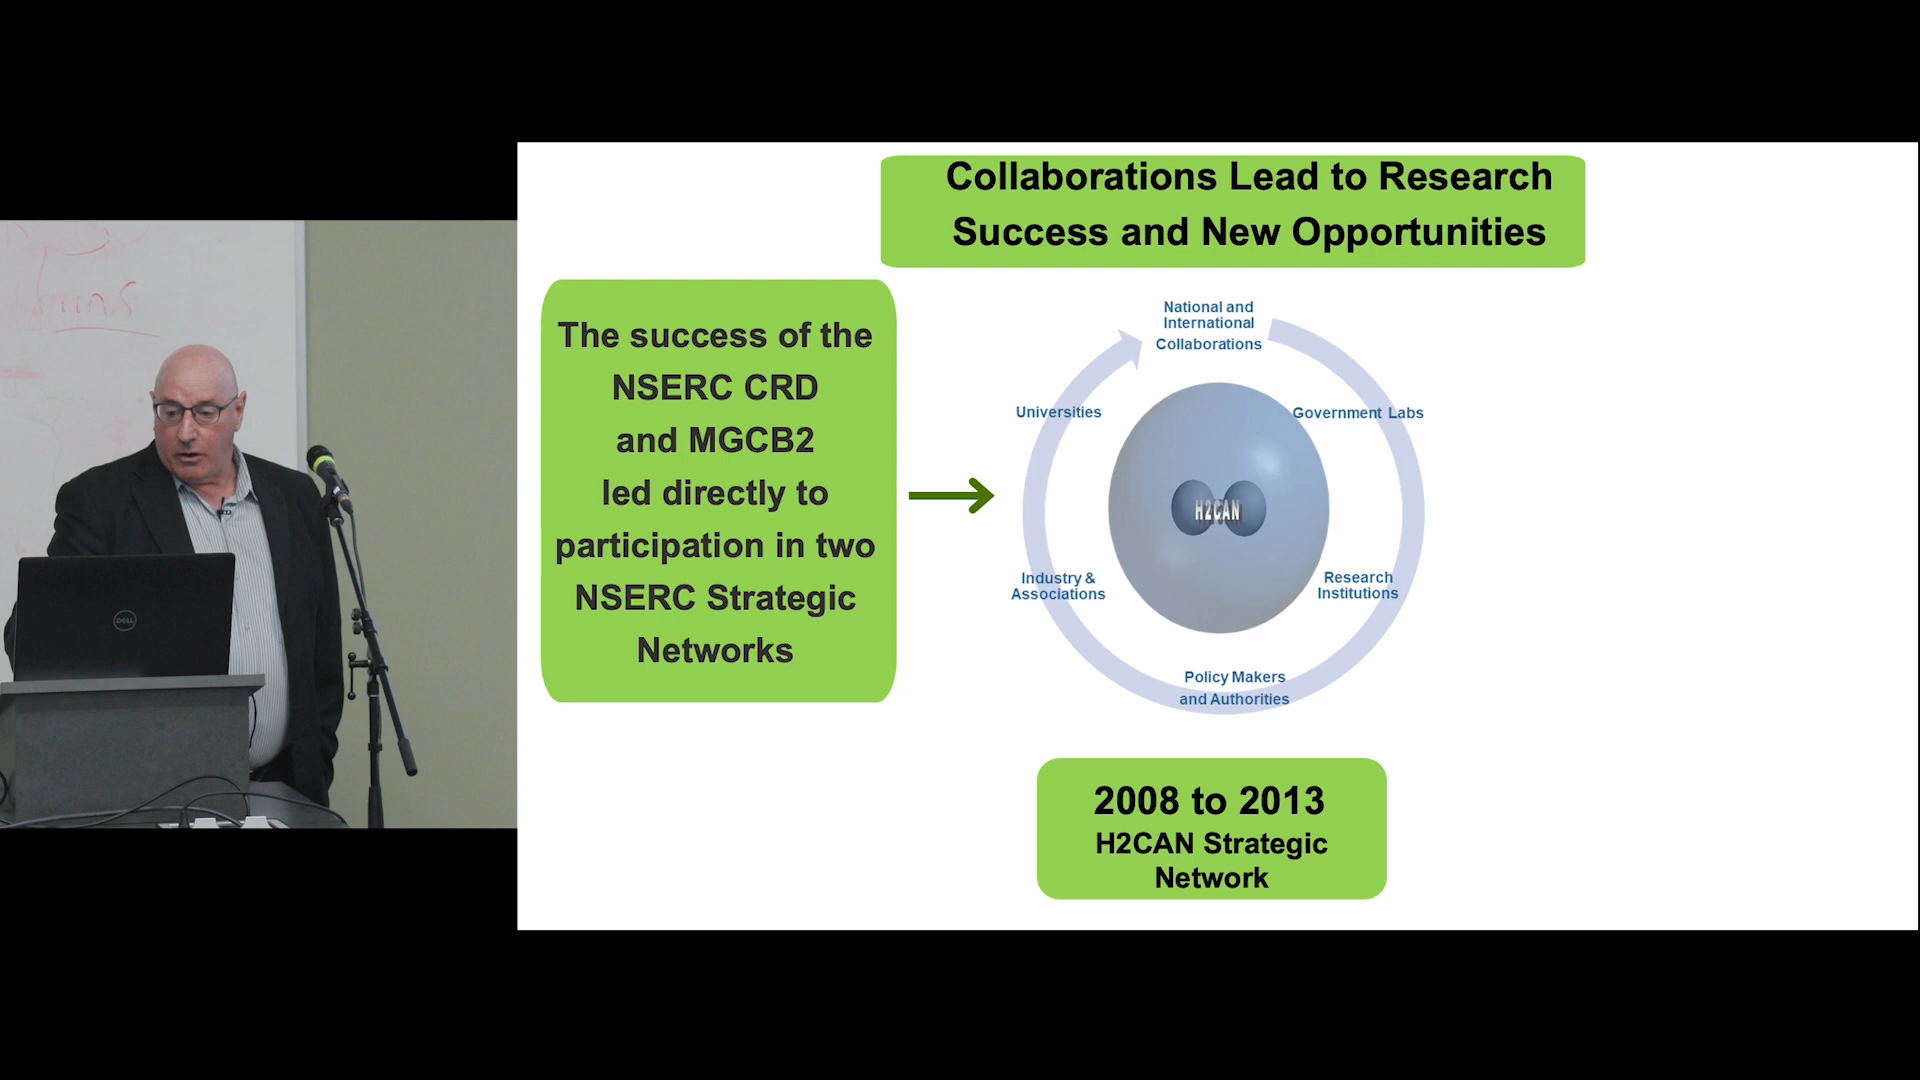 Collaborations Lead to Research
Success and New Opportunities
The success of the
NSERC CRD
and MGCB2
led directly to
participation in two
NSERC Strategic
Networks
National and
International
Collaborations
Universities
Government Labs
H2CAN
Industry &
Associations
Research
Institutions
Policy Makers
and Authorities
2008 to 2013
H2CAN Strategic
Network
DELL